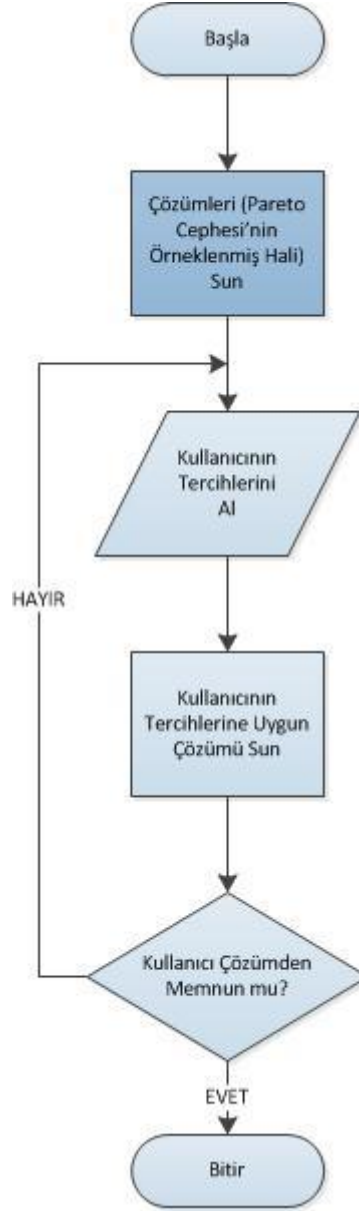 Başla
Çözümleri (Pareto
Cephesi'nin
Örneklenmiş Hali)
Sun
Kullanıcının
Tercihlerini
Al
HAYIR
Kullanıcının
Tercihlerine Uygun
Çözümü Sun
Kullanıcı Çözümden
Memnun mu?
EVET
Bitir